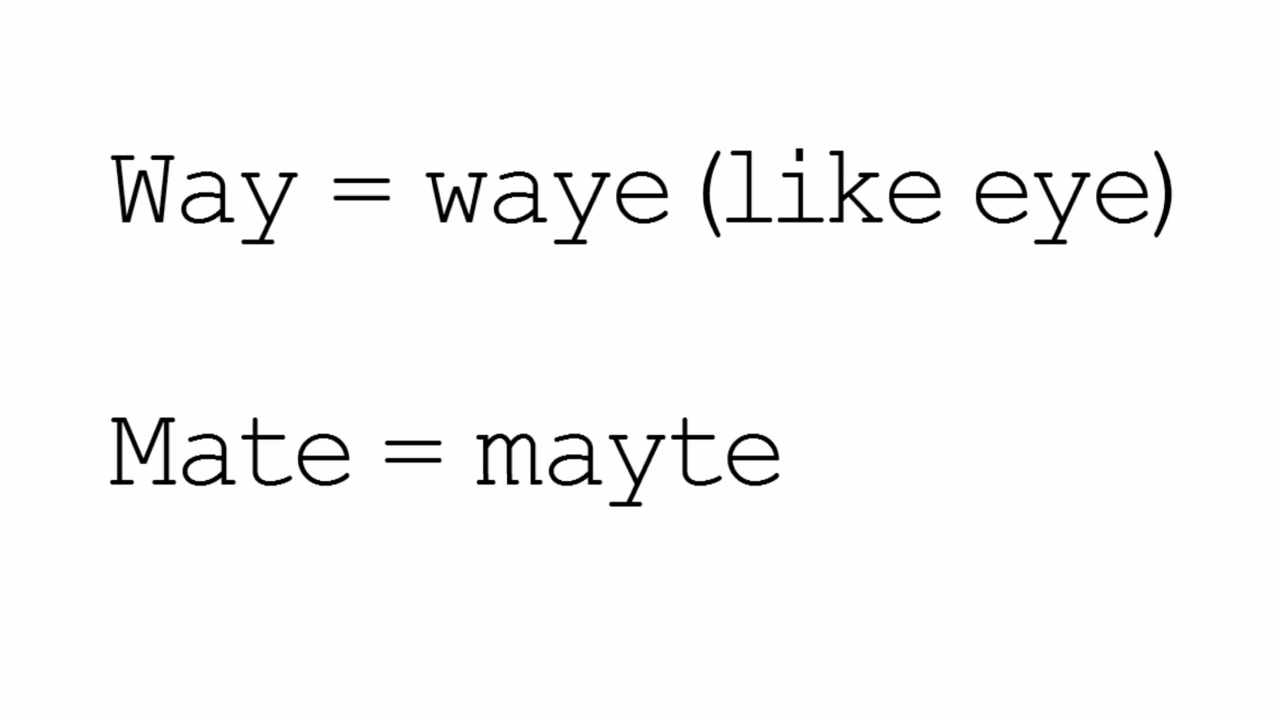 Way = waye (like eye)
Mate = mayte